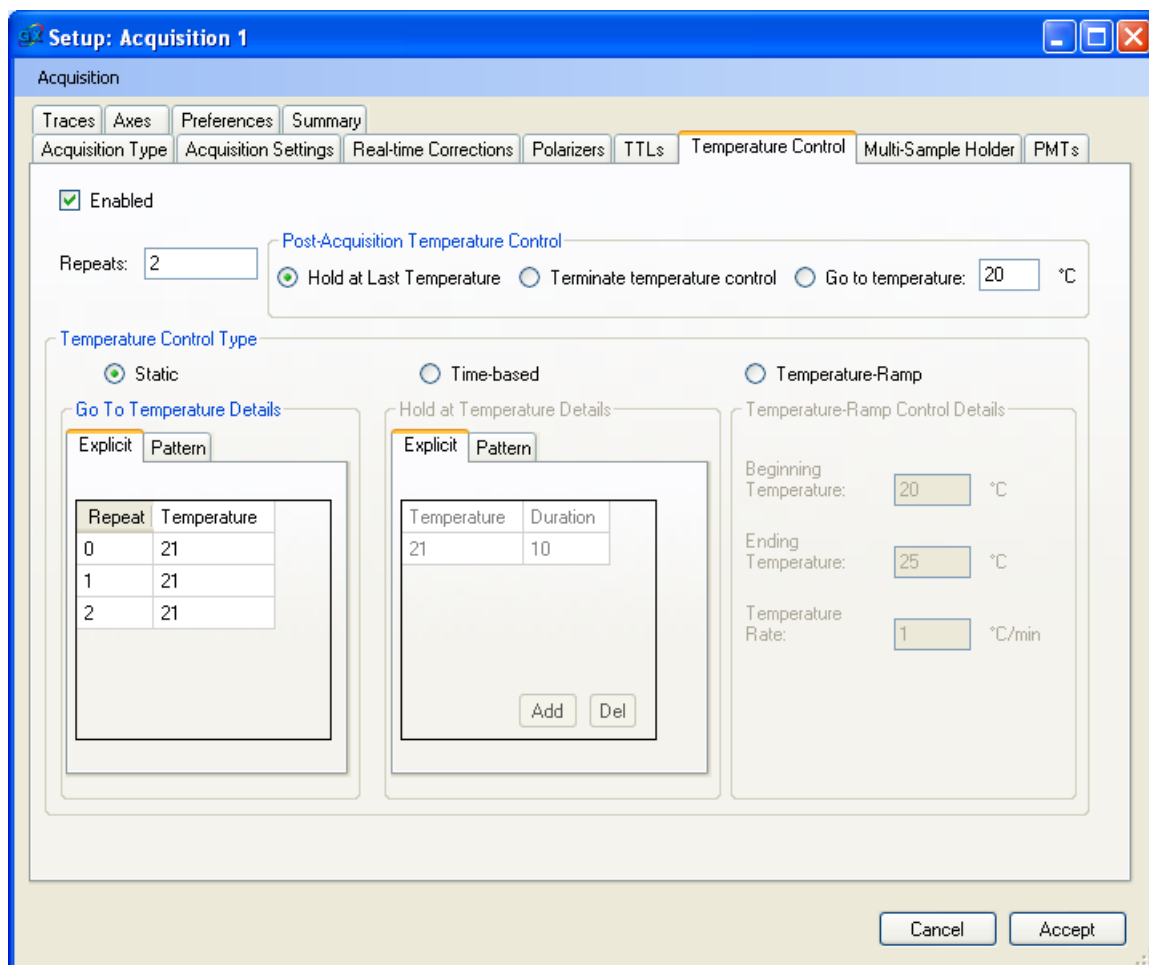 Setup: Acquisition 1
Acquisition
Traces Axes Preferences Summary
Acquisition Type Acquisition Settings Real-time Corrections Polarizers TTLs Temperature Control Multi-Sample Holder PMTs
Enabled
Repeats: 2
Post-Acquisition Temperature Control
Hold at Last Temperature Terminate temperature control Go to temperature: 20 °C
Temperature Control Type
Static Time-based Temperature-Ramp
Go To Temperature Details
Explicit Pattern
Repeat Temperature
0 21
1 21
2 21
Hold at Temperature Details
Explicit Pattern
Temperature Duration
21 10
Add Del
Temperature-Ramp Control Details
Beginning
Temperature: 20 °C
Ending
Temperature: 25 °C
Temperature
Rate: 1 °C/min
Cancel Accept